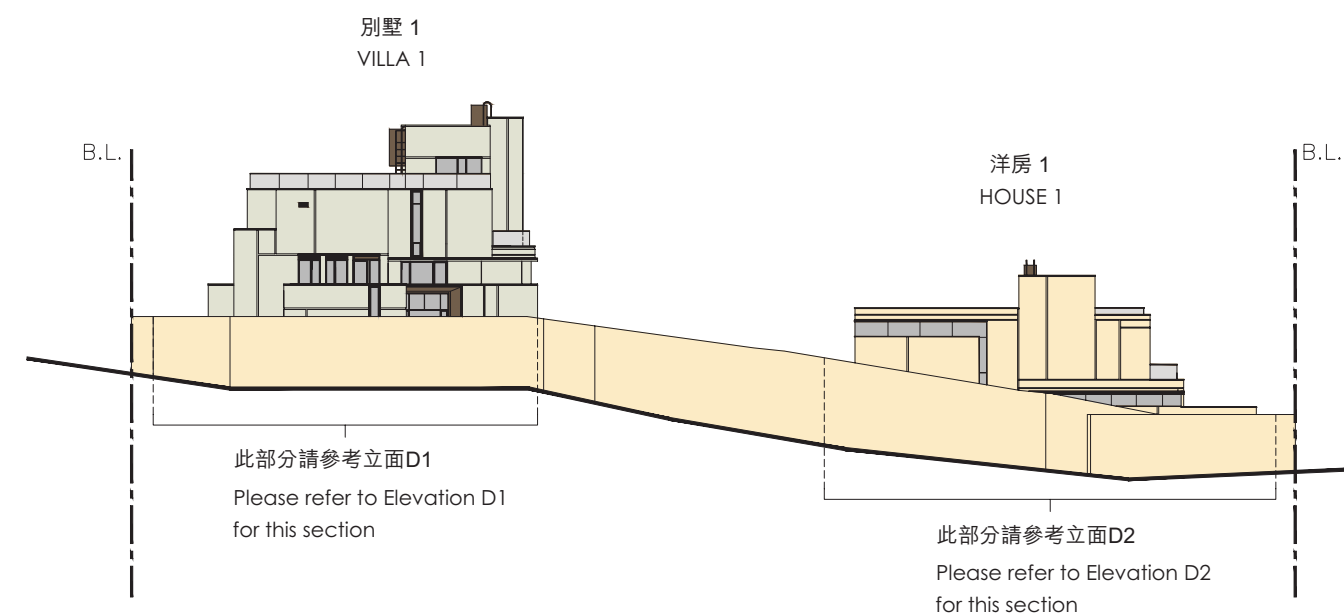 別墅 1
VILLA 1
B.L.
洋房 1
HOUSE 1
B.L.
此部分請參考立面D1
Please refer to Elevation D1
for this section
此部分請參考立面D2
Please refer to Elevation D2
for this section